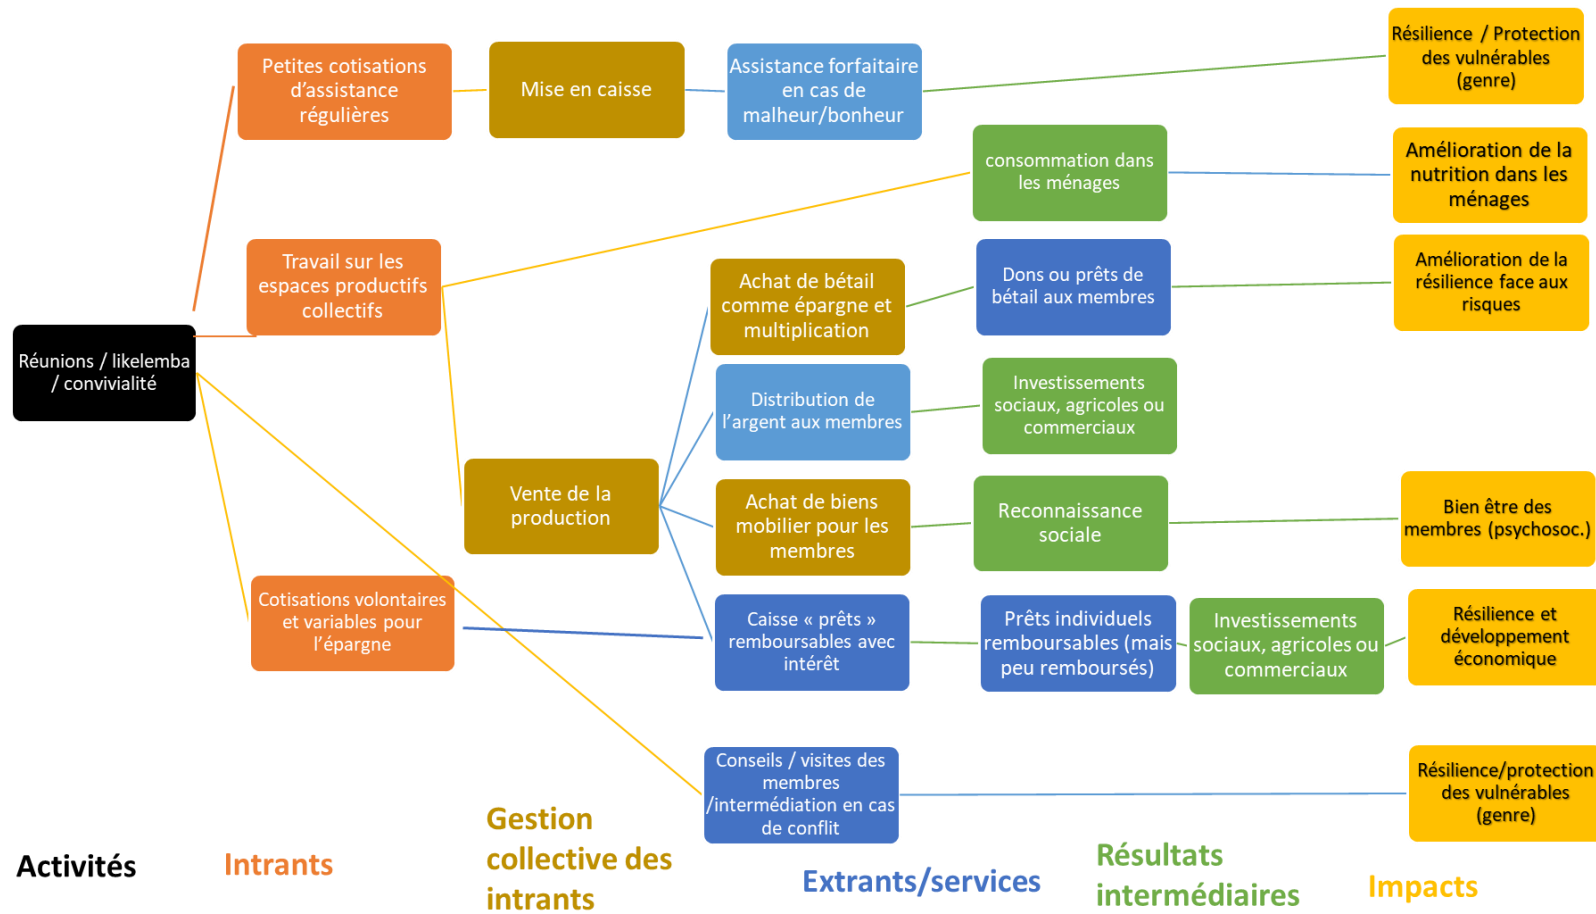 Petites cotisations
d’assistance
régulières
Mise en caisse
Assistance forfaitaire
en cas de
malheur/bonheur
Résilience / Protection
des vulnérables
(genre)
consommation dans
les ménages
Amélioration de la
nutrition dans les
ménages
Travail sur les
espaces productifs
collectifs
Achat de bétail
comme épargne et
multiplication
Dons ou prêts de
bétail aux membres
Amélioration de la
résilience face aux
risques
Réunions / likelemba
/ convivialité
Distribution de
l’argent aux membres
Investissements
sociaux, agricoles ou
commerciaux
Vente de la
production
Achat de biens
mobilier pour les
membres
Reconnaissance
sociale
Bien être des
membres (psychosoc.)
Cotisations volontaires
et variables pour
l’épargne
Caisse « prêts »
remboursables avec
intérêt
Prêts individuels
remboursables (mais
peu remboursés)
Investissements
sociaux, agricoles ou
commerciaux
Résilience et
développement
économique
Conseils / visites des
membres
/intermédiation en cas
de conflit
Résilience/protection
des vulnérables
(genre)
Activités
Intrants
Gestion
collective des
intrants
Extrants/services
Résultats
intermédiaires
Impacts